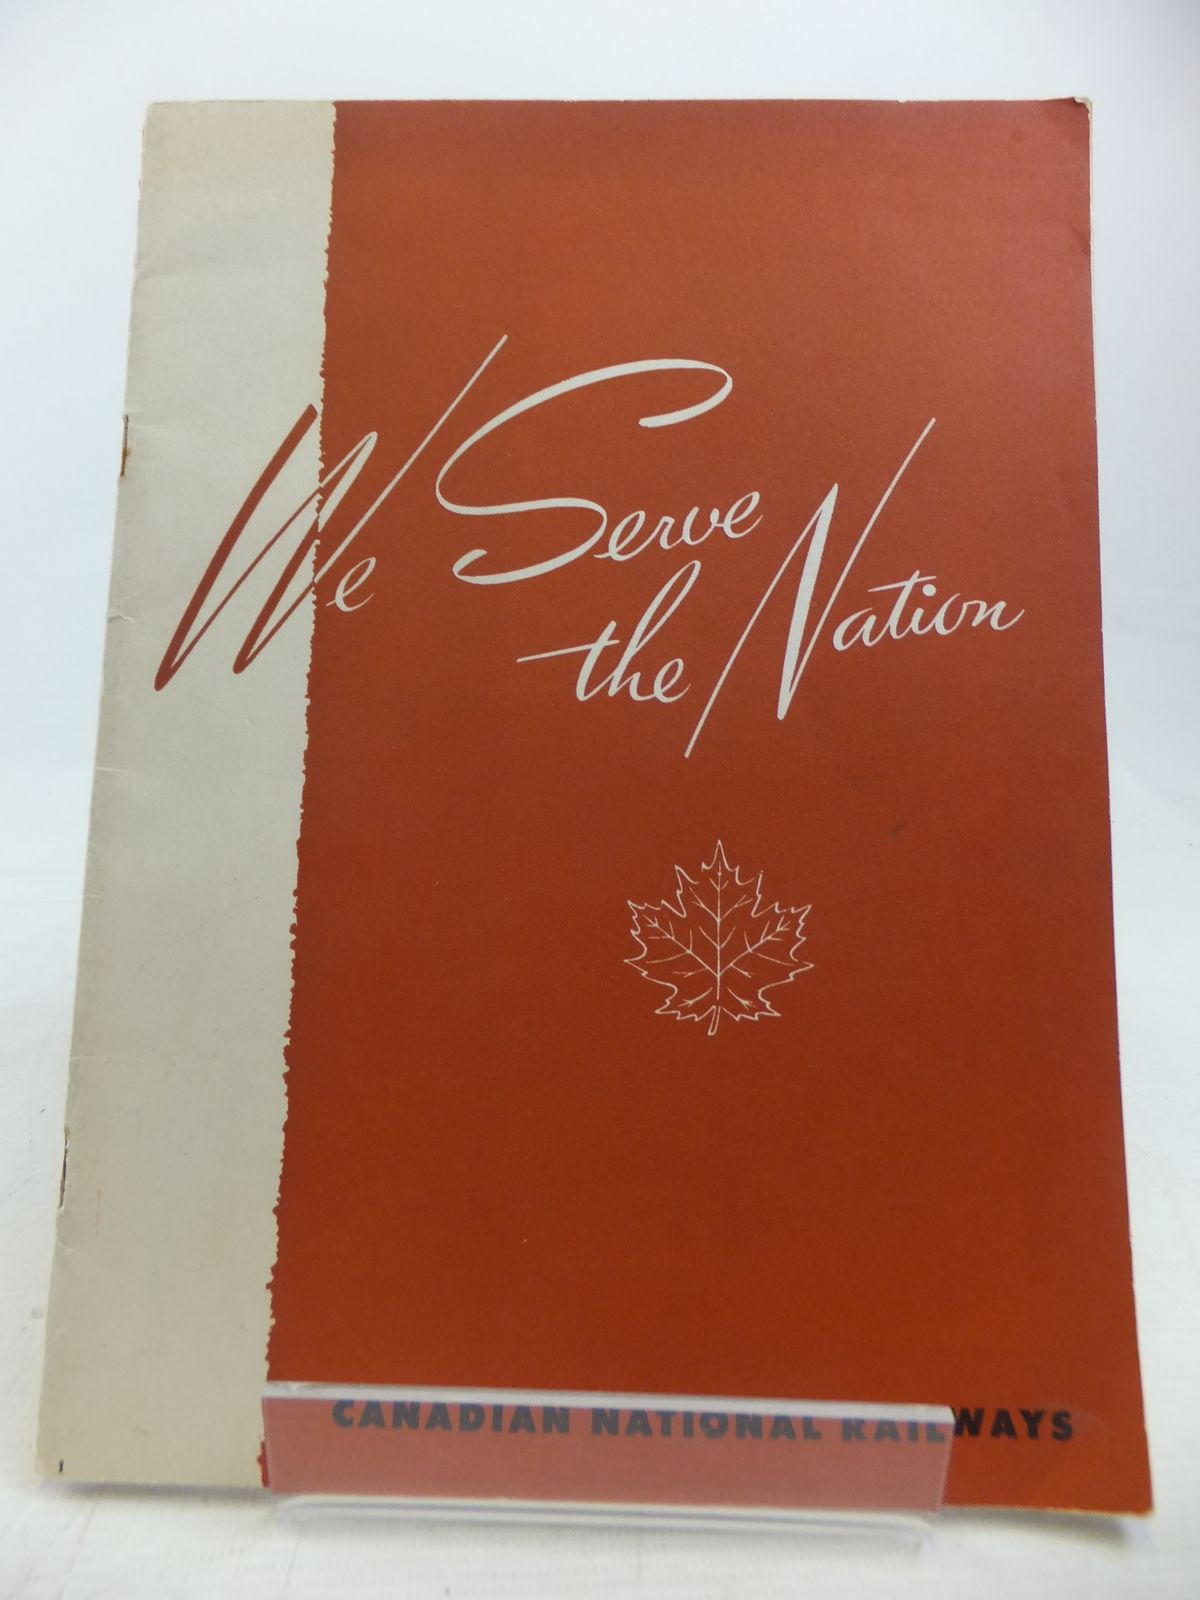 We Serve
the Nation
CANADIAN NATIONAL RAILWAYS